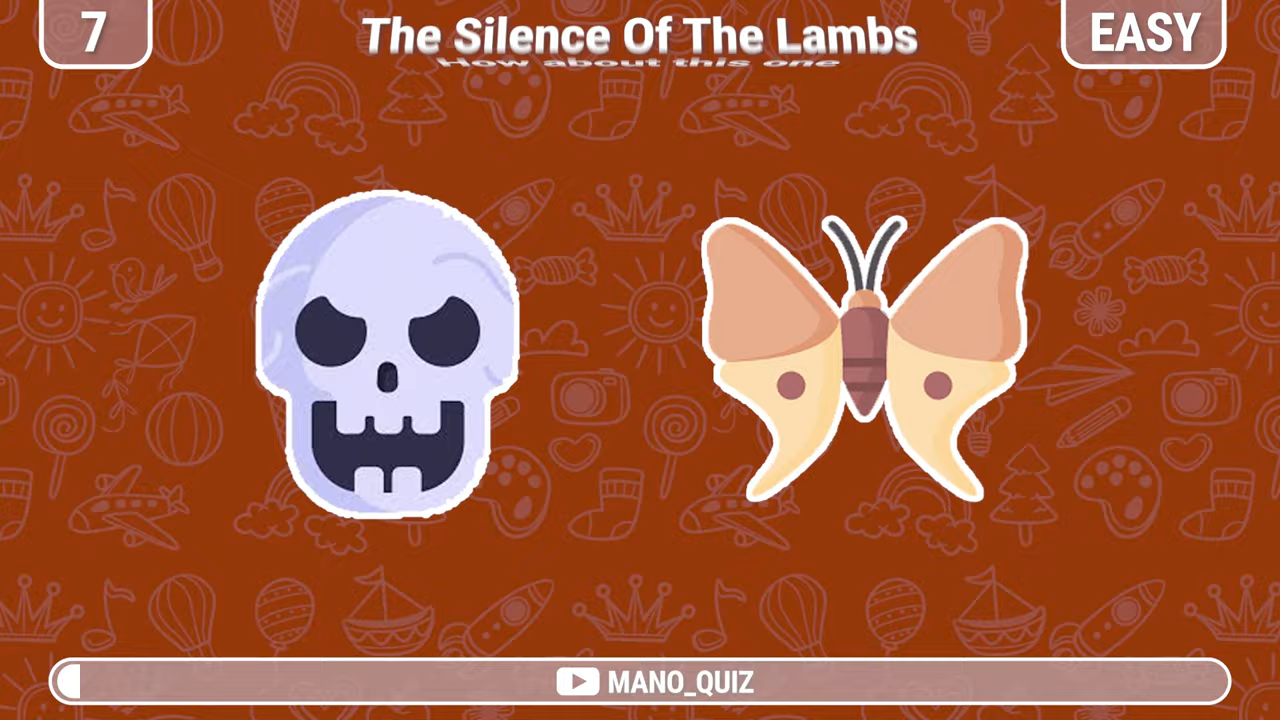 7
The Silence Of The Lambs
How about this one
EASY
MANO_QUIZ